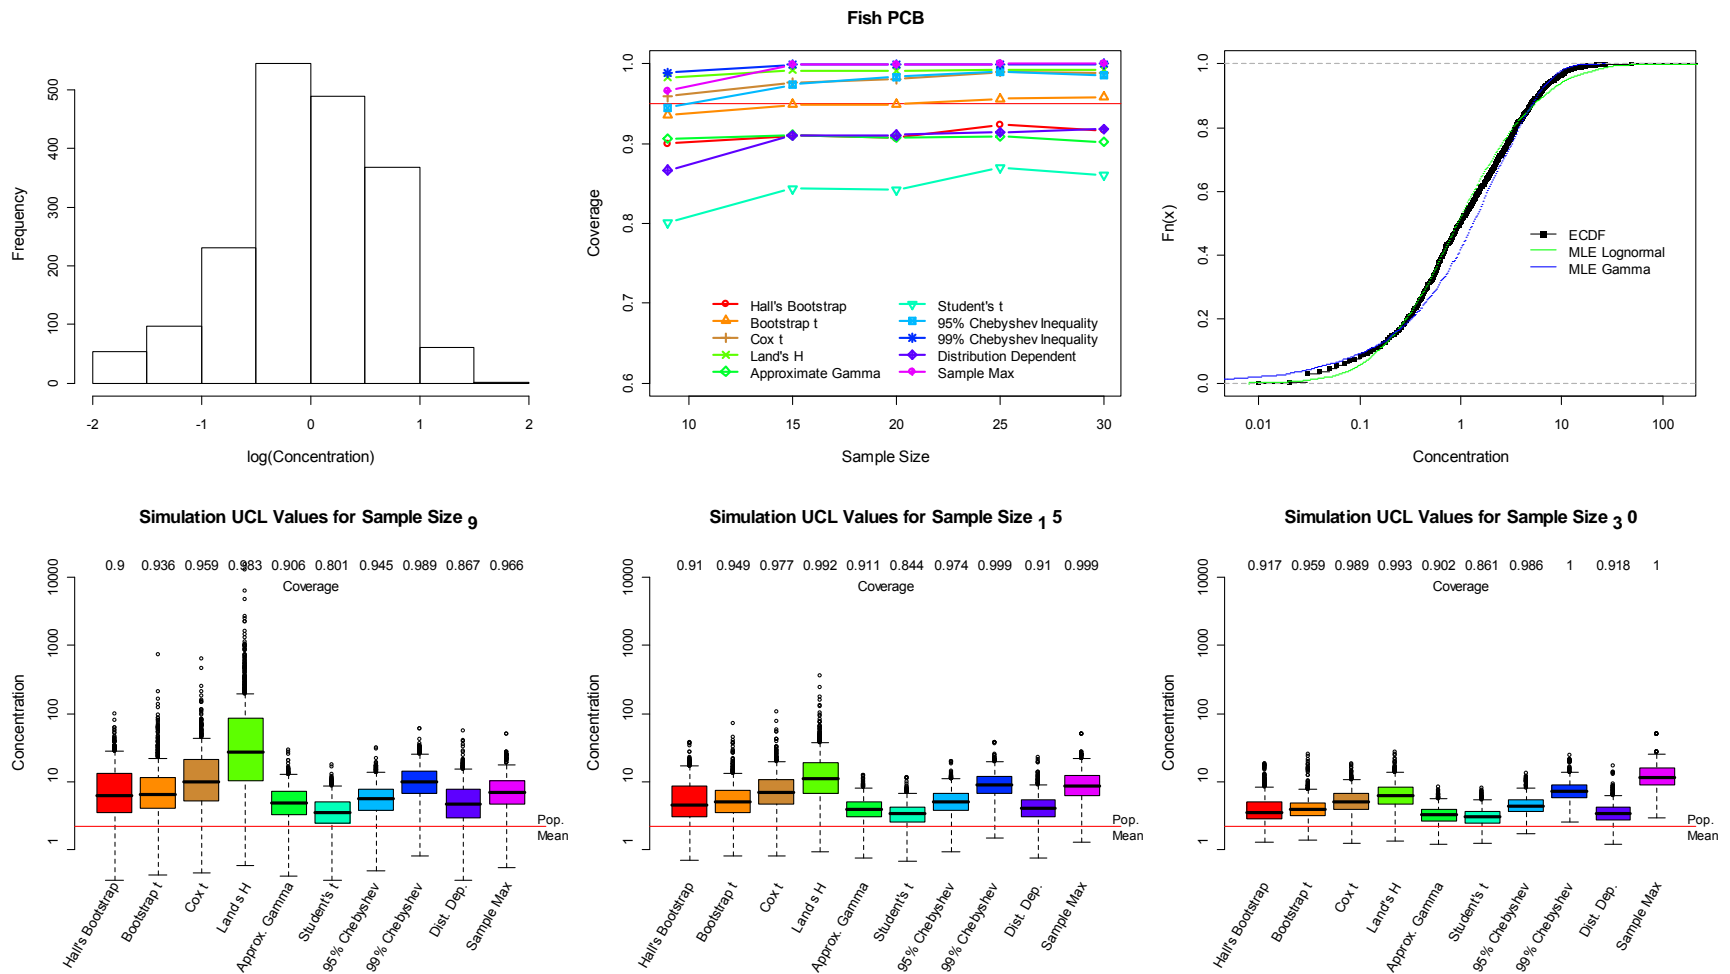 Fish PCB
Frequency
0
100
200
300
400
500
-2
-1
0
1
2
log(Concentration)
Coverage
0.6
0.7
0.8
0.9
1.0
10
15
20
25
30
Sample Size
Hall's Bootstrap
Bootstrap t
Cox t
Land's H
Approximate Gamma
Student's t
95% Chebyshev Inequality
99% Chebyshev Inequality
Distribution Dependent
Sample Max
Fn(x)
0.0
0.2
0.4
0.6
0.8
1.0
0.01
0.1
1
10
100
Concentration
ECDF
MLE Lognormal
MLE Gamma
Simulation UCL Values for Sample Size 9
0.9 0.936 0.959 0.983 0.906 0.801 0.945 0.989 0.867 0.966
Coverage
Concentration
1
10
100
1000
10000
Pop.
Mean
Hall's Bootstrap
Bootstrap t
Cox t
Land's H
Approx. Gamma
Student's t
95% Chebyshev
99% Chebyshev
Dist. Dep.
Sample Max
Simulation UCL Values for Sample Size 1 5
0.91 0.949 0.977 0.992 0.911 0.844 0.974 0.999 0.91 0.999
Coverage
Concentration
1
10
100
1000
10000
Pop.
Mean
Hall's Bootstrap
Bootstrap t
Cox t
Land's H
Approx. Gamma
Student's t
95% Chebyshev
99% Chebyshev
Dist. Dep.
Sample Max
Simulation UCL Values for Sample Size 3 0
0.917 0.959 0.989 0.993 0.902 0.861 0.986 1 0.918 1
Coverage
Concentration
1
10
100
1000
10000
Pop.
Mean
Hall's Bootstrap
Bootstrap t
Cox t
Land's H
Approx. Gamma
Student's t
95% Chebyshev
99% Chebyshev
Dist. Dep.
Sample Max